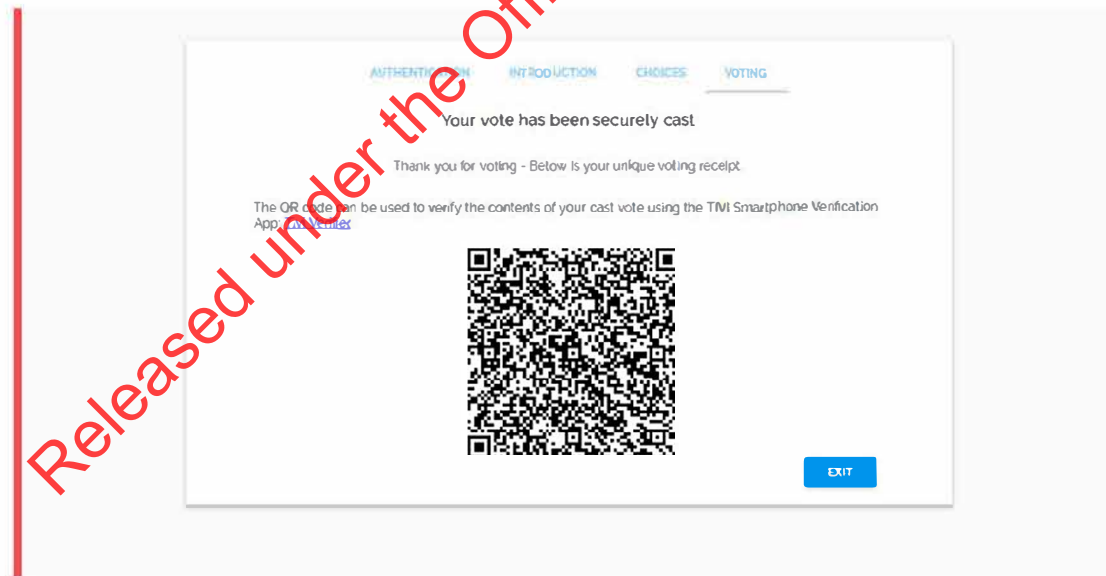 Released under the
AUTHENTICATION INTRODUCTION CHOICES VOTING
Your vote has been securely cast
Thank you for voting - Below is your unique voting receipt.
The QR code can be used to verify the contents of your cast vote using the TIVI Smartphone Verification
App: TIVI Verifier
EXIT